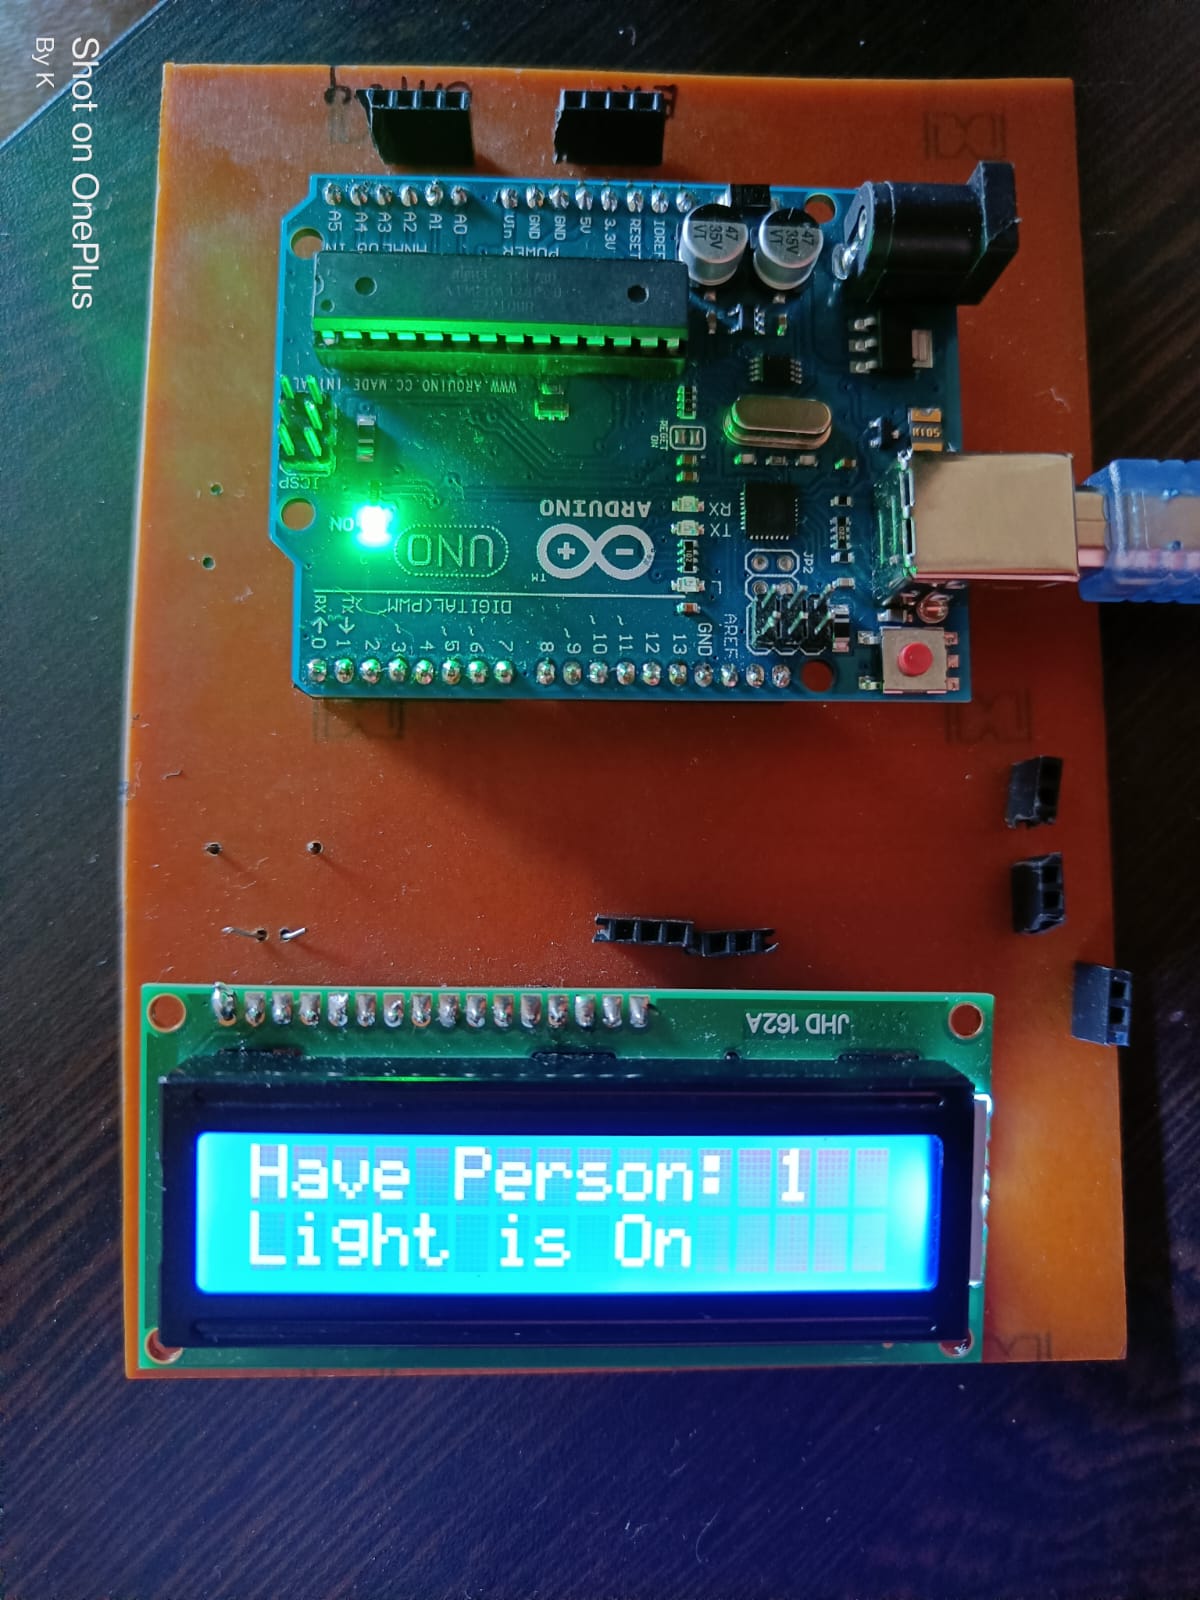 Shot on OnePlus
By K
A5 A4 A3 A2 A1 A0 Vin GND GND 5V 3.3V RESET IOREF
ANALOG IN POWER
47 47
35V 35V
VT VT
WWW.ARDUINO.CC MADE IN ITAL
RESET
ON
501K
ICSP
ARDUINO
RX
TX
ON
UNO
TM
JP2
L
DIGITAL(PWM
RX TX
0 1 2 ~3 4 ~5 ~6 7 8 ~9 ~10 ~11 12 13 GND AREF
JHD 162A
Have Person: 1
Light is On